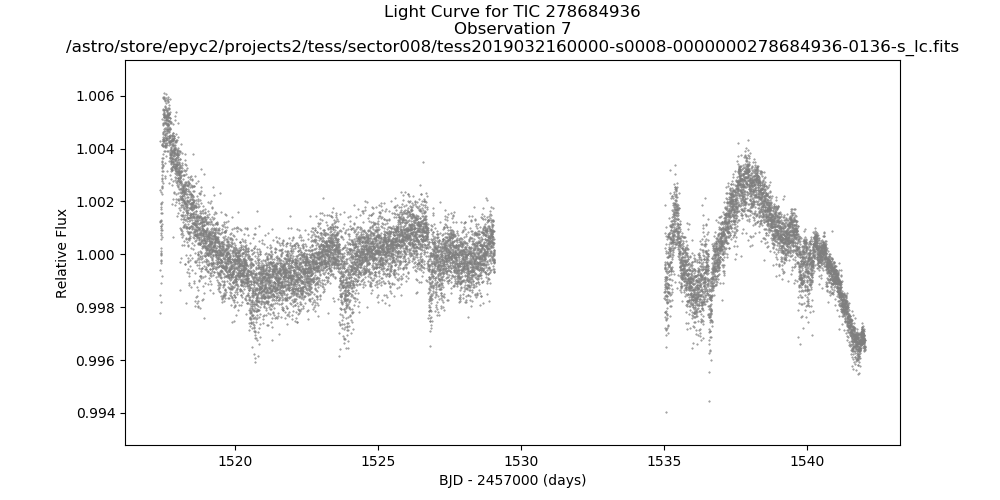 Light Curve for TIC 278684936
Observation 7
/astro/store/epyc2/projects2/tess/sector008/tess2019032160000-s0008-0000000278684936-0136-s_lc.fits
1.006
1.004
1.002
1.000
0.998
0.996
0.994
Relative Flux
1520
1525
1530
1535
1540
BJD - 2457000 (days)